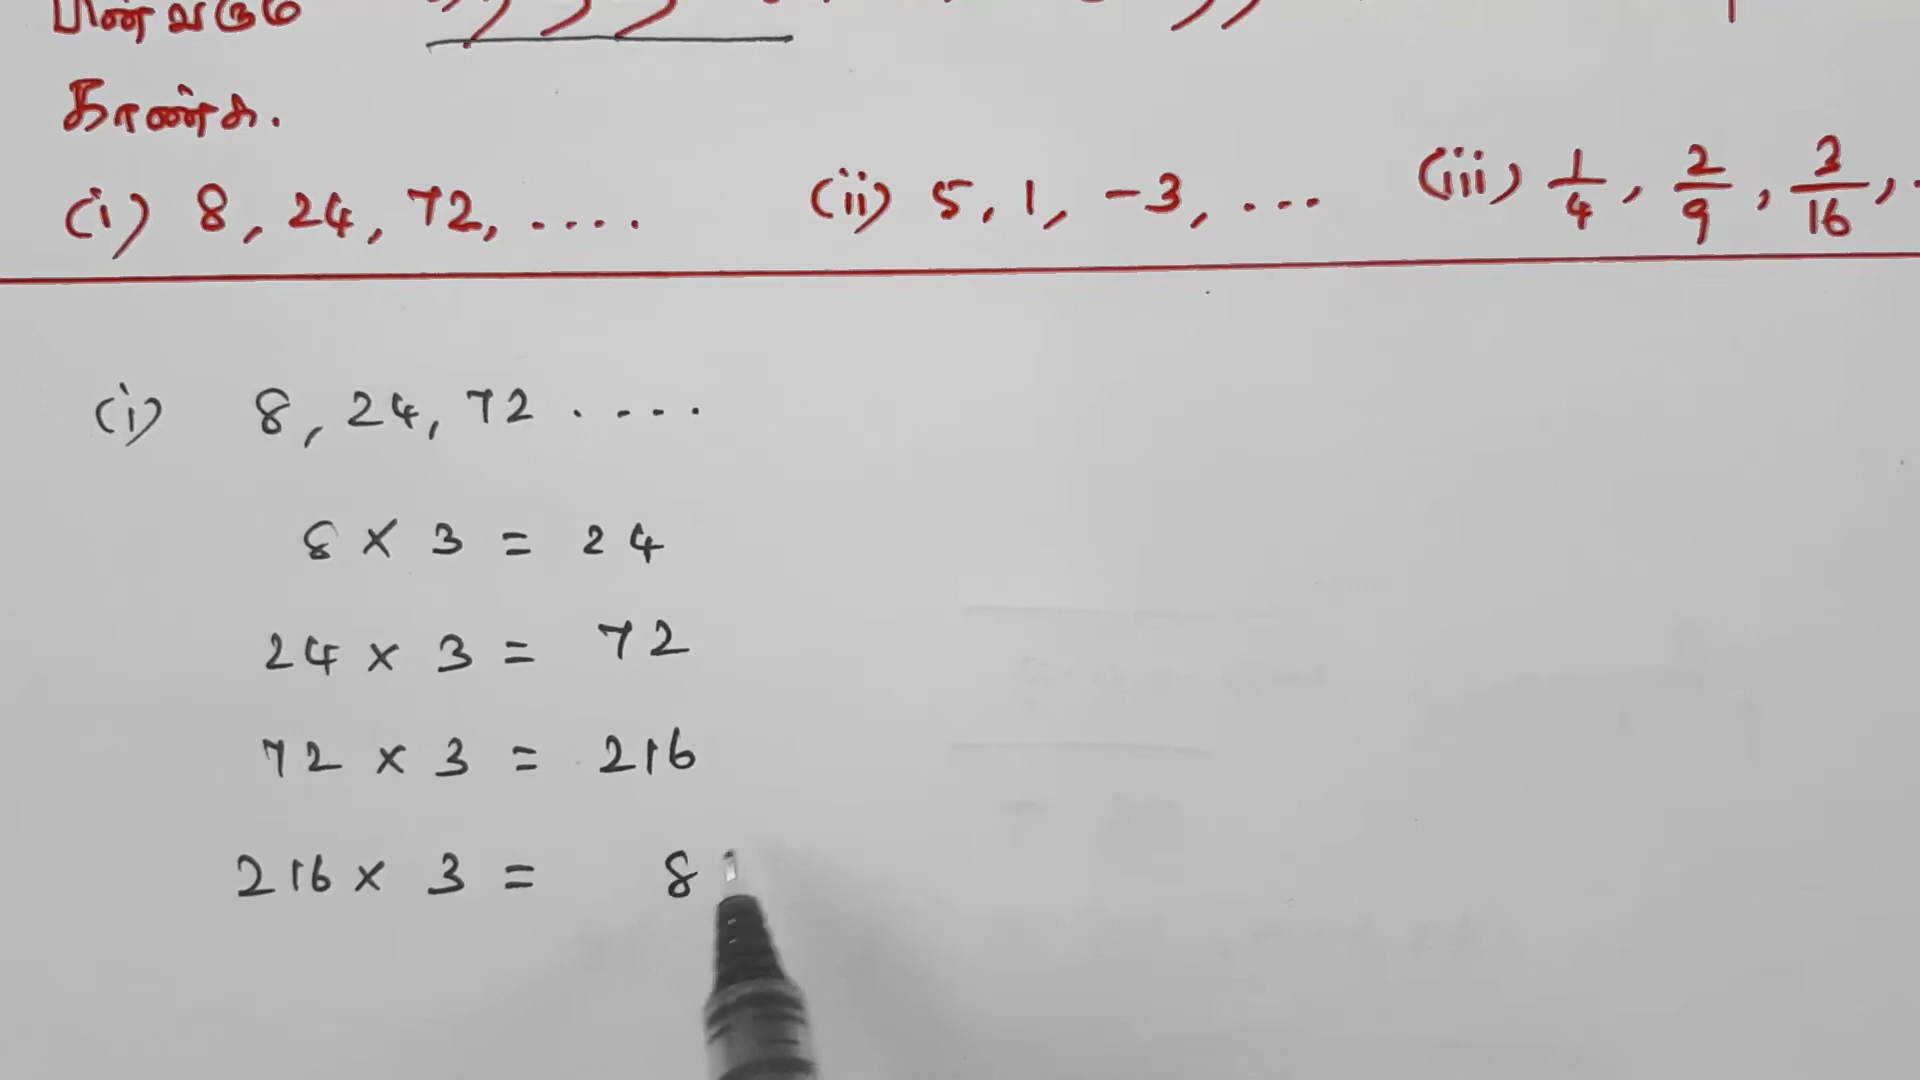 பின்வரும்
காண்க.
(i) 8, 24, 72, .... (ii) 5, 1, -3, ... (iii) 1/4, 2/9, 3/16, .
(i) 8, 24, 72 ....
8 × 3 = 24
24 × 3 = 72
72 × 3 = 216
216 × 3 = 8